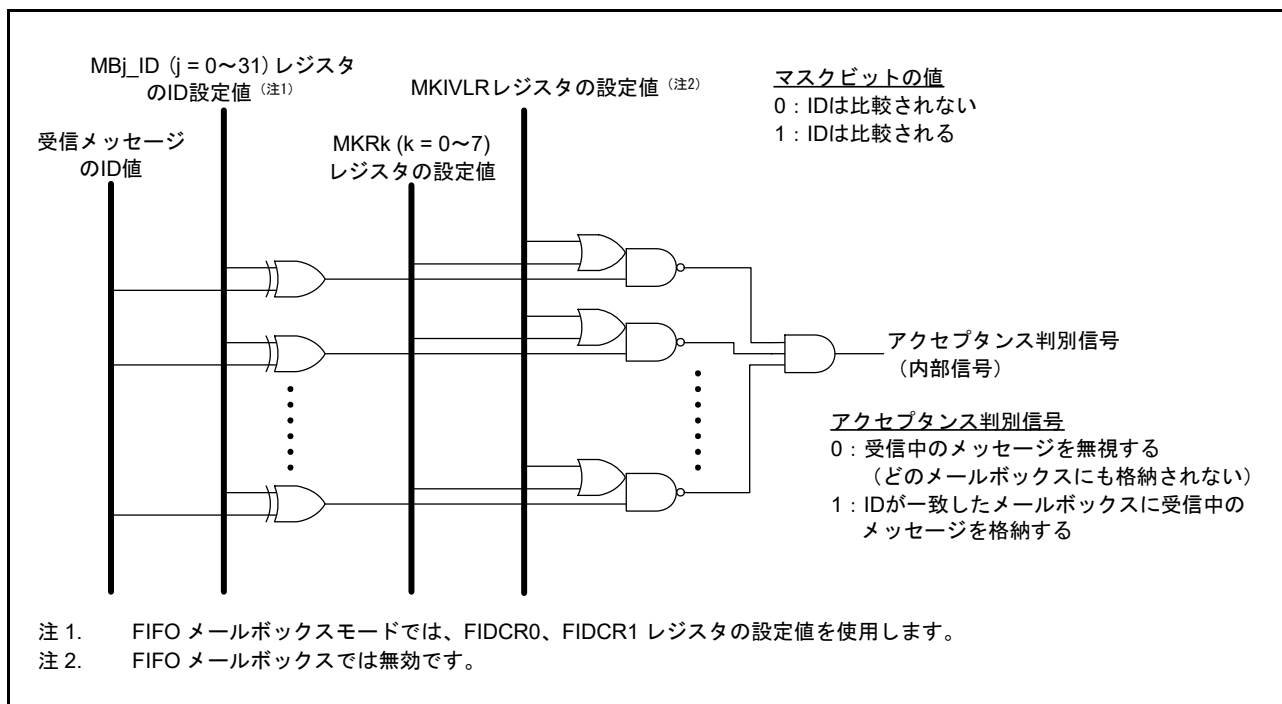 MBj_ID (j = 0～31) レジスタ
のID設定値 (注1)
受信メッセージ
のID値
MKRk (k = 0～7)
レジスタの設定値
MKIVLRレジスタの設定値 (注2)
マスクビットの値
0：IDは比較されない
1：IDは比較される
アクセプタンス判別信号
（内部信号）
アクセプタンス判別信号
0：受信中のメッセージを無視する
（どのメールボックスにも格納されない）
1：IDが一致したメールボックスに受信中の
メッセージを格納する
注 1. FIFO メールボックスモードでは、FIDCR0、FIDCR1 レジスタの設定値を使用します。
注 2. FIFO メールボックスでは無効です。